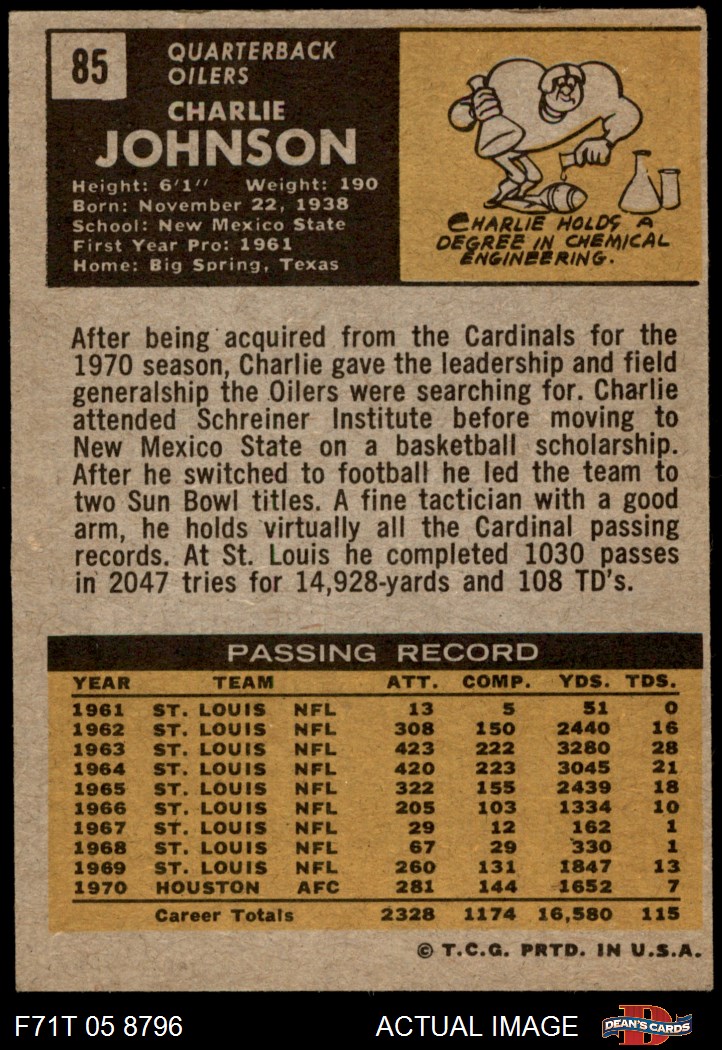 85
QUARTERBACK
OILERS
CHARLIE
JOHNSON
Height: 6'1'' Weight: 190
Born: November 22, 1938
School: New Mexico State
First Year Pro: 1961
Home: Big Spring, Texas
CHARLIE HOLDS A
DEGREE IN CHEMICAL
ENGINEERING.
After being acquired from the Cardinals for the
1970 season, Charlie gave the leadership and field
generalship the Oilers were searching for. Charlie
attended Schreiner Institute before moving to
New Mexico State on a basketball scholarship.
After he switched to football he led the team to
two Sun Bowl titles. A fine tactician with a good
arm, he holds virtually all the Cardinal passing
records. At St. Louis he completed 1030 passes
in 2047 tries for 14,928-yards and 108 TD's.
PASSING RECORD
YEAR TEAM ATT. COMP. YDS. TDS.
1961 ST. LOUIS NFL 13 5 51 0
1962 ST. LOUIS NFL 308 150 2440 16
1963 ST. LOUIS NFL 423 222 3280 28
1964 ST. LOUIS NFL 420 223 3045 21
1965 ST. LOUIS NFL 322 155 2439 18
1966 ST. LOUIS NFL 205 103 1334 10
1967 ST. LOUIS NFL 29 12 162 1
1968 ST. LOUIS NFL 67 29 330 1
1969 ST. LOUIS NFL 260 131 1847 13
1970 HOUSTON AFC 281 144 1652 7
Career Totals 2328 1174 16,580 115
© T.C.G. PRTD. IN U.S.A.
F71T 05 8796 ACTUAL IMAGE D DEAN'S CARDS